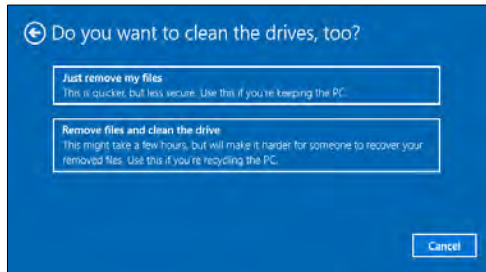 Do you want to clean the drives, too?
Just remove my files
This is quicker, but less secure. Use this if you're keeping the PC.
Remove files and clean the drive
This might take a few hours, but will make it harder for someone to recover your
removed files. Use this if you're recycling the PC.
Cancel